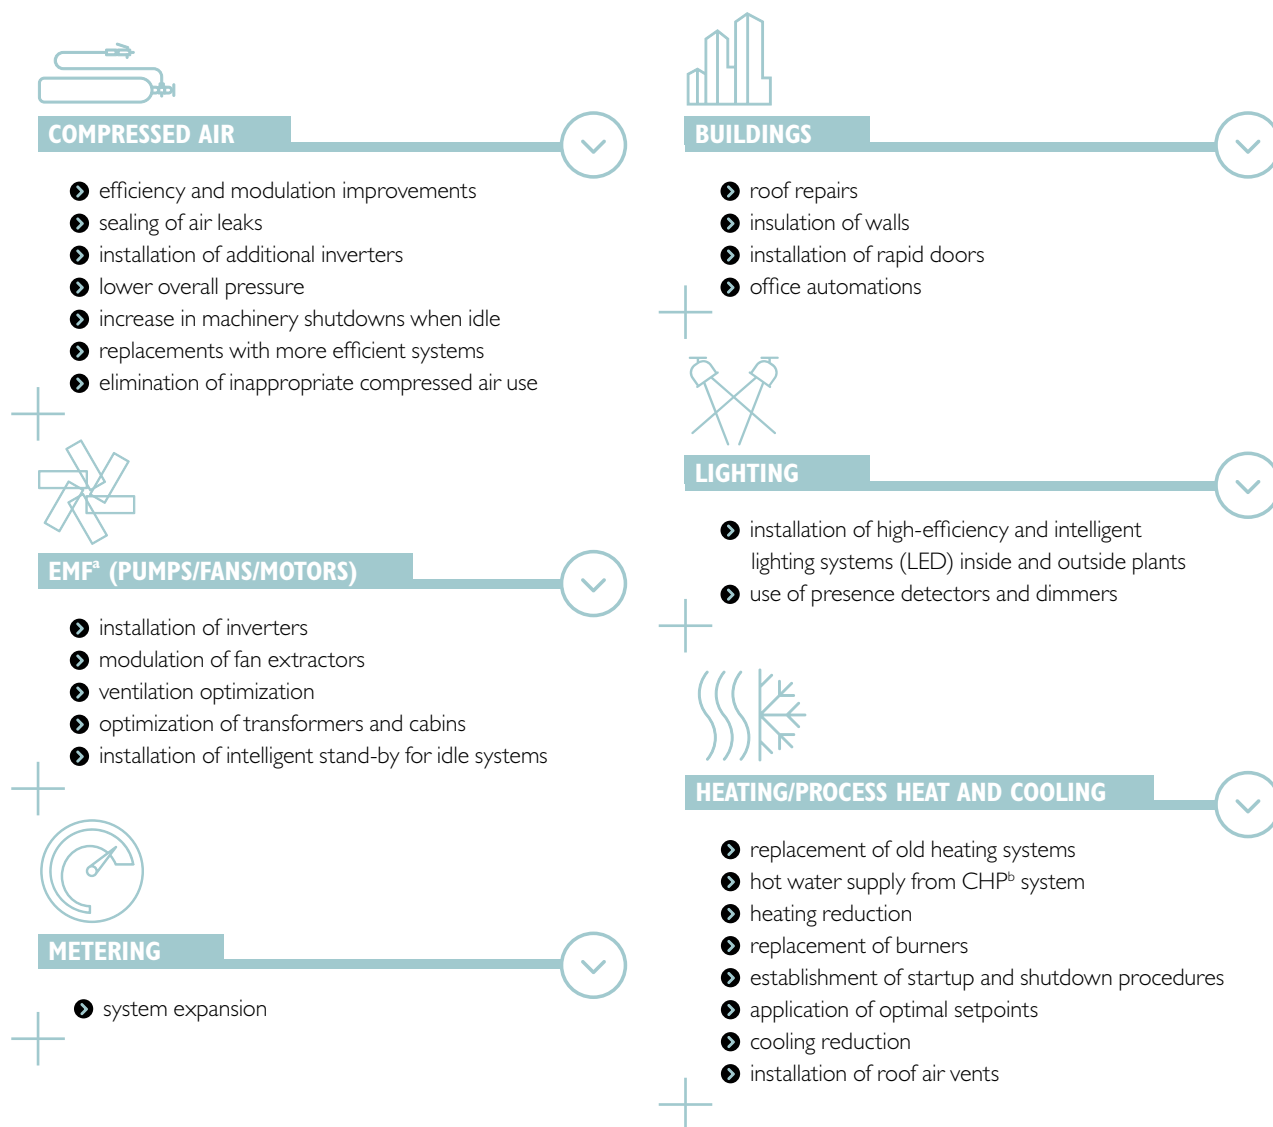 COMPRESSED AIR
efficiency and modulation improvements
sealing of air leaks
installation of additional inverters
lower overall pressure
increase in machinery shutdowns when idle
replacements with more efficient systems
elimination of inappropriate compressed air use
EMFᵃ (PUMPS/FANS/MOTORS)
installation of inverters
modulation of fan extractors
ventilation optimization
optimization of transformers and cabins
installation of intelligent stand-by for idle systems
METERING
system expansion
BUILDINGS
roof repairs
insulation of walls
installation of rapid doors
office automations
LIGHTING
installation of high-efficiency and intelligent
lighting systems (LED) inside and outside plants
use of presence detectors and dimmers
HEATING/PROCESS HEAT AND COOLING
replacement of old heating systems
hot water supply from CHPᵇ system
heating reduction
replacement of burners
establishment of startup and shutdown procedures
application of optimal setpoints
cooling reduction
installation of roof air vents